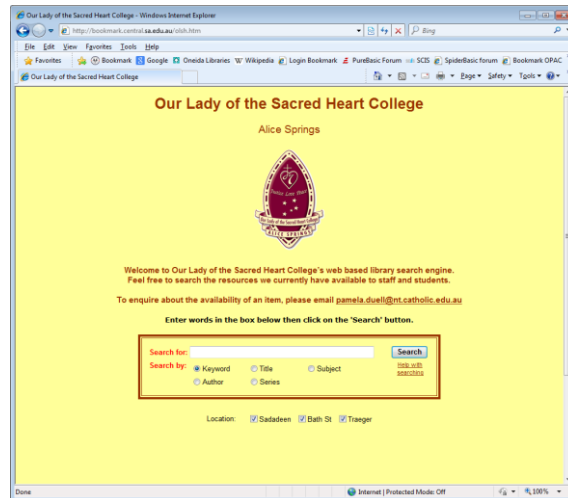 Our Lady of the Sacred Heart College - Windows Internet Explorer
http://bookmark.central.sa.edu.au/olsh.htm
Bing
File Edit View Favorites Tools Help
Favorites Bookmark Google Oneida Libraries Wikipedia Login Bookmark PureBasic Forum SCIS SpiderBasic forum Bookmark OPAC
Our Lady of the Sacred Heart College
Page Safety Tools
Our Lady of the Sacred Heart College
Alice Springs
Our Lady of the Sacred Heart College
ALICE SPRINGS
Welcome to Our Lady of the Sacred Heart College's web based library search engine.
Feel free to search the resources we currently have available to staff and students.
To enquire about the availability of an item, please email pamela.duell@nt.catholic.edu.au
Enter words in the box below then click on the 'Search' button.
Search for: Search
Search by: Keyword Title Subject Help with searching
Author Series
Location: Sadadeen Bath St Traeger
Done Internet | Protected Mode: Off 100%